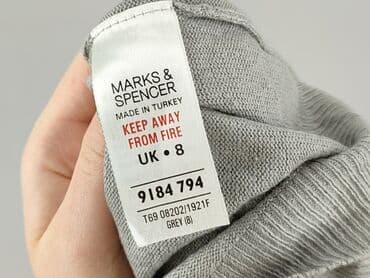 MARKS &
SPENCER
MADE IN TURKEY
KEEP AWAY
FROM FIRE
UK • 8
9184 794
T69 08202/1921F
GREY (8)